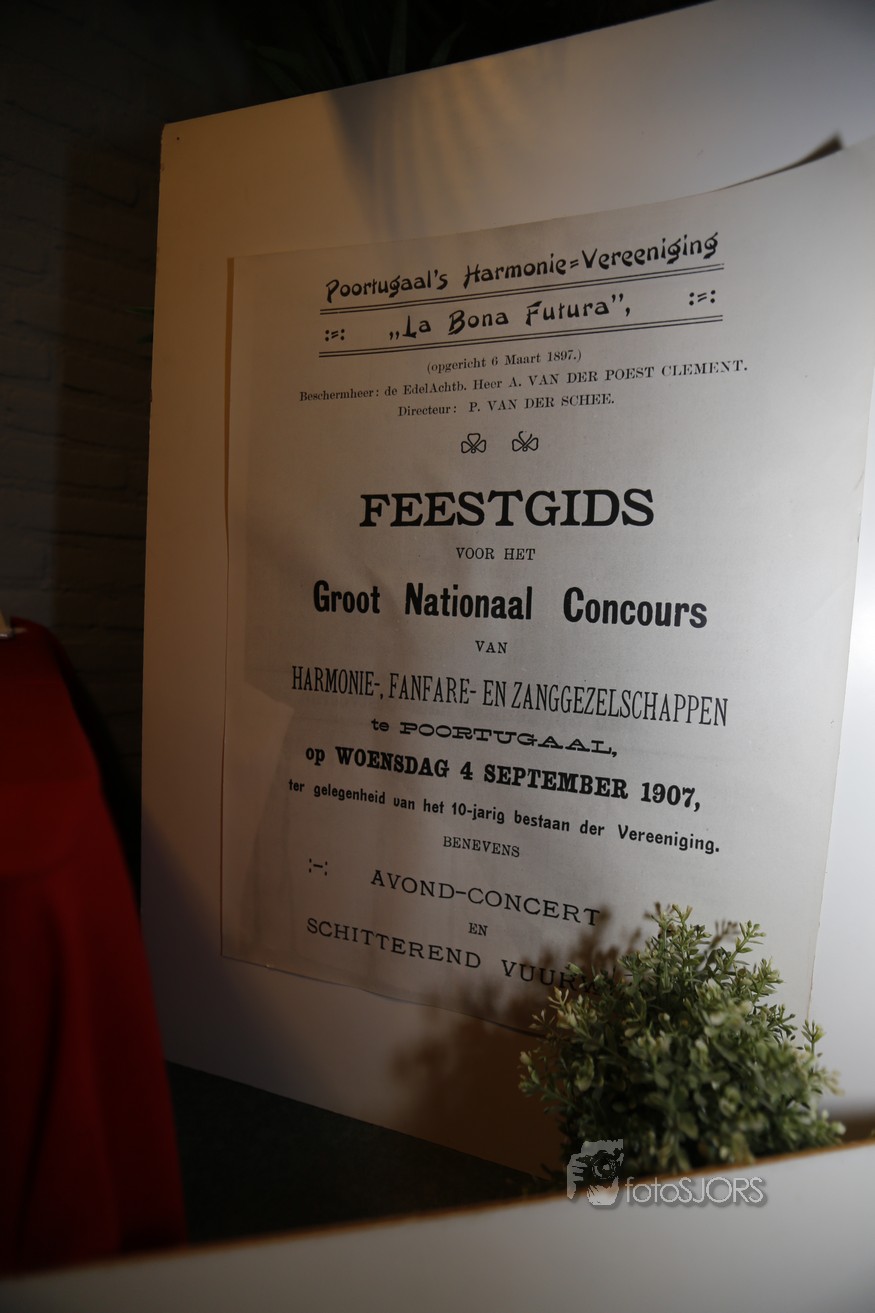 Poortugaal's Harmonie=Vereeniging
:=: „La Bona Futura”, :=:
(opgericht 6 Maart 1897.)
Beschermheer: de EdelAchtb. Heer A. VAN DER POEST CLEMENT.
Directeur: P. VAN DER SCHEE.
FEESTGIDS
VOOR HET
Groot Nationaal Concours
VAN
HARMONIE-, FANFARE- EN ZANGGEZELSCHAPPEN
te POORTUGAAL,
op WOENSDAG 4 SEPTEMBER 1907,
ter gelegenheid van het 10-jarig bestaan der Vereeniging.
BENEVENS
:-: AVOND-CONCERT
EN
SCHITTEREND
fotoSJORS